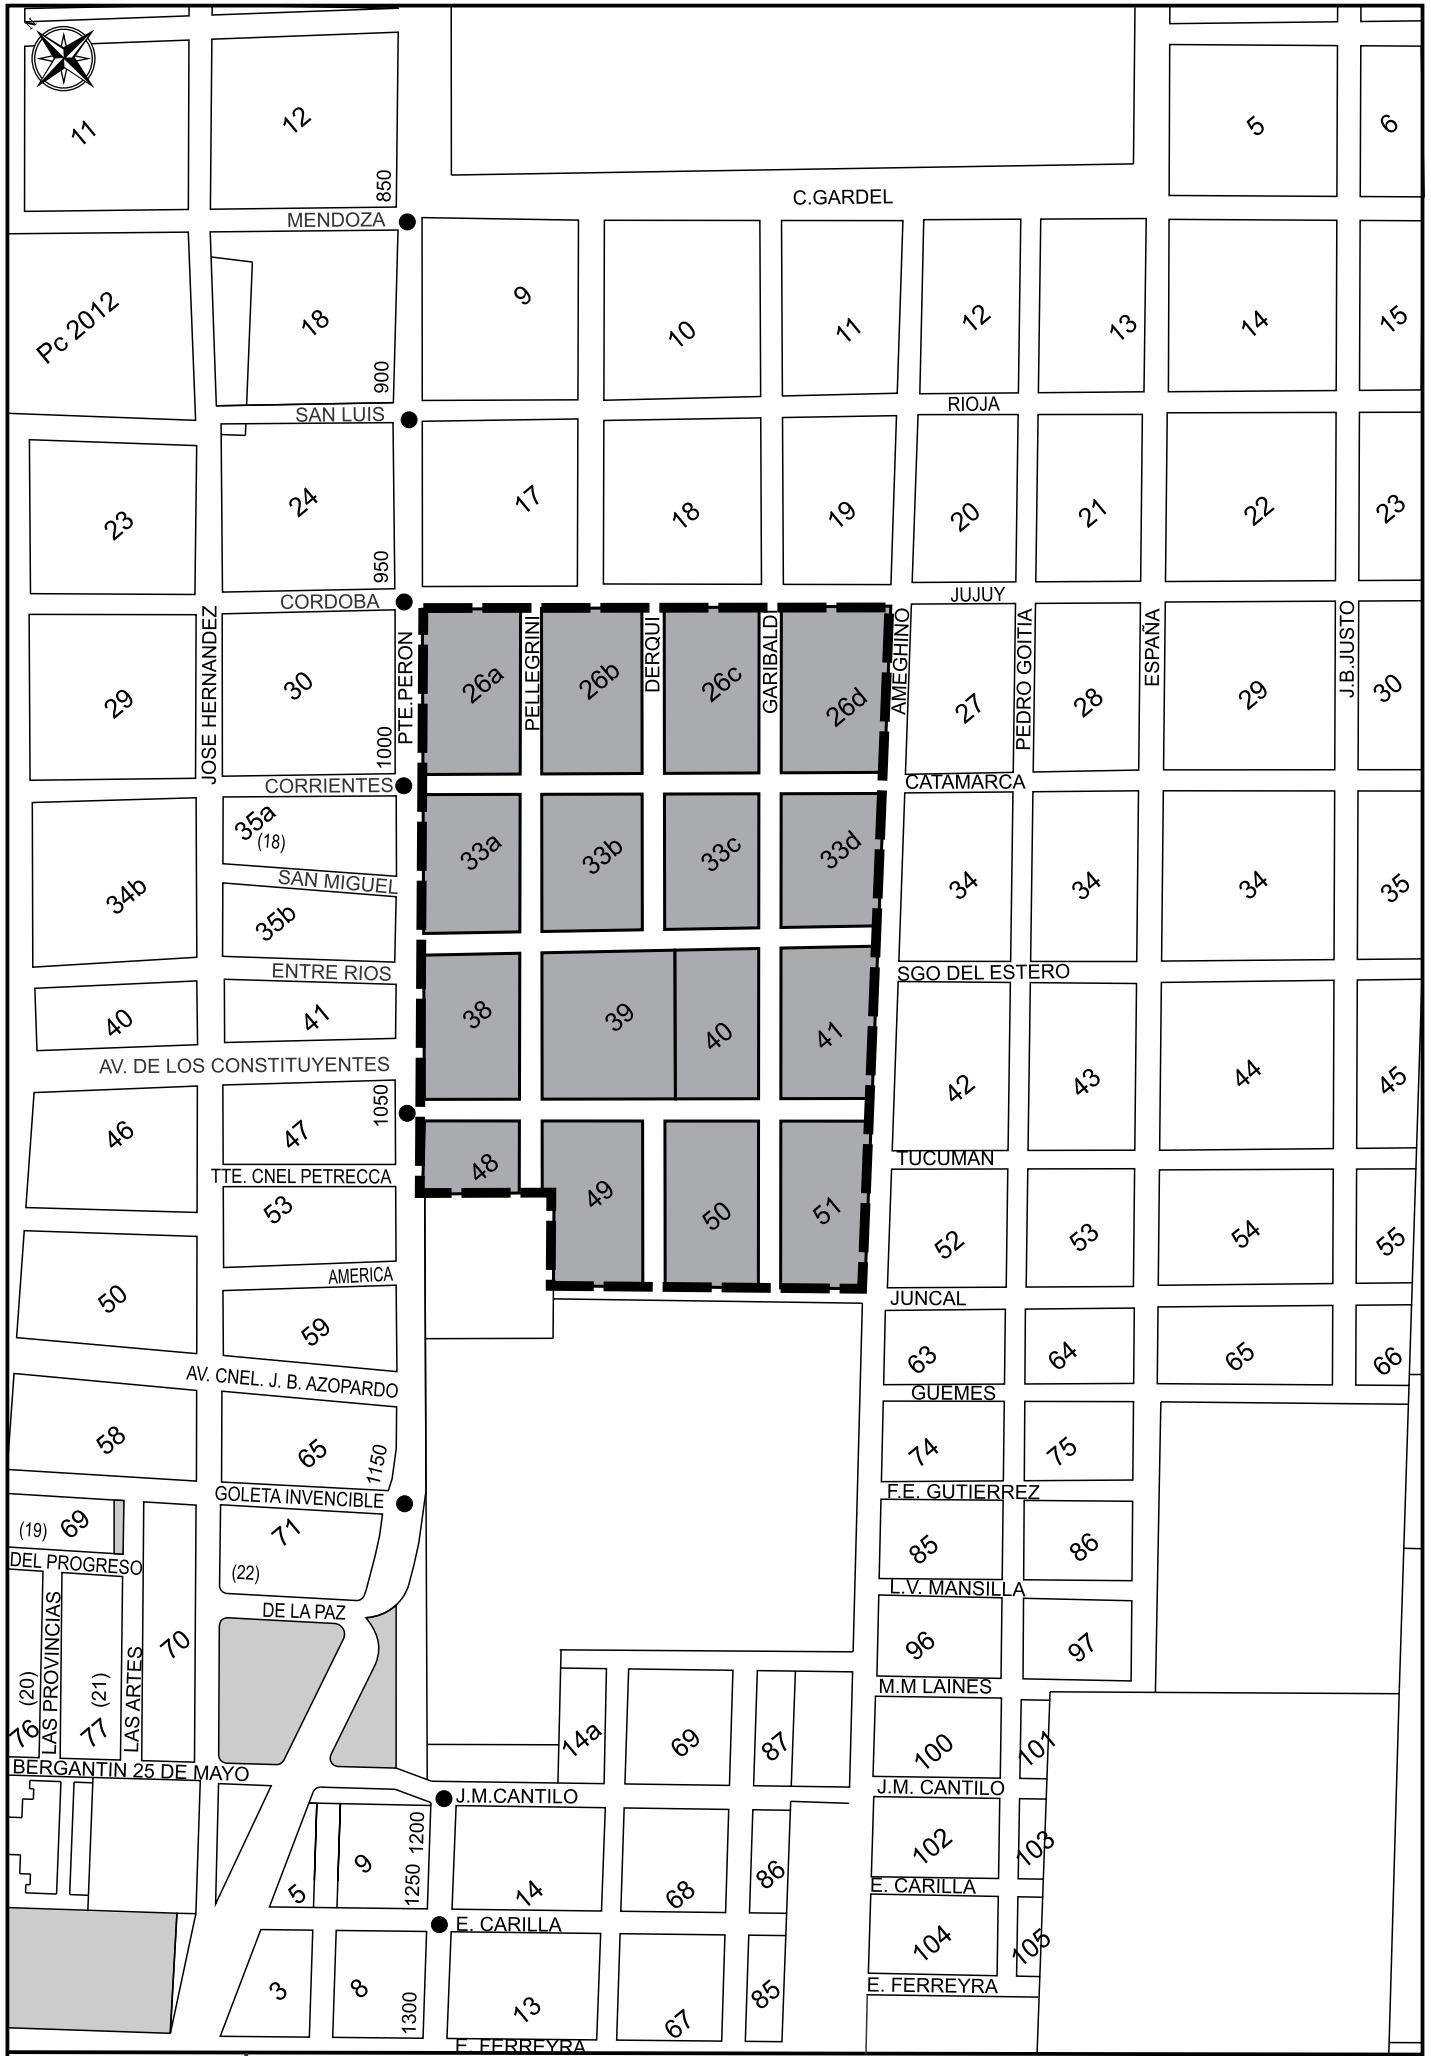 N
11
12
5
6
850
C.GARDEL
MENDOZA
Pc 2012
18
9
10
11
12
13
14
15
900
RIOJA
SAN LUIS
23
24
17
18
19
20
21
22
23
950
CORDOBA
JUJUY
JOSE HERNANDEZ
PTE.PERON
PELLEGRINI
DERQUI
GARIBALDI
AMEGHINO
PEDRO GOITIA
ESPAÑA
J.B.JUSTO
29
30
26a
26b
26c
26d
27
28
29
30
1000
CORRIENTES
CATAMARCA
34b
35a
(18)
33a
33b
33c
33d
34
34
34
35
SAN MIGUEL
35b
ENTRE RIOS
SGO DEL ESTERO
40
41
38
39
40
41
42
43
44
45
AV. DE LOS CONSTITUYENTES
1050
46
47
TTE. CNEL PETRECCA
TUCUMAN
48
49
50
51
52
53
54
55
53
50
AMERICA
JUNCAL
59
63
64
65
66
AV. CNEL. J. B. AZOPARDO
GUEMES
58
65
1150
74
75
GOLETA INVENCIBLE
F.E. GUTIERREZ
(19)
69
71
(22)
85
86
DEL PROGRESO
L.V. MANSILLA
DE LA PAZ
LAS PROVINCIAS
LAS ARTES
70
96
97
(20)
76
(21)
77
M.M LAINES
14a
69
87
100
101
BERGANTIN 25 DE MAYO
J.M.CANTILO
J.M. CANTILO
5
9
1200
1250
14
68
86
102
103
E. CARILLA
E. CARILLA
3
8
1300
13
67
85
104
105
E. FERREYRA
E. FERREYRA